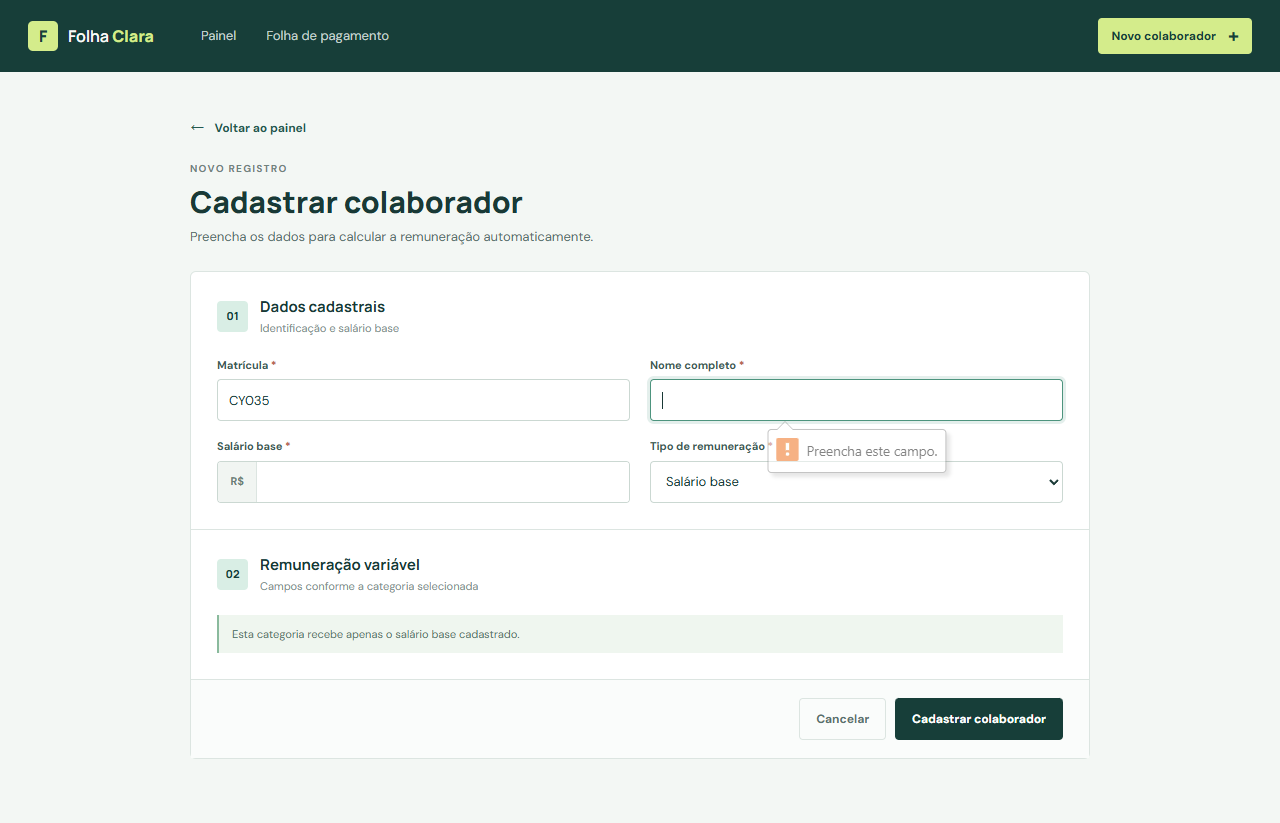 F Folha Clara Painel Folha de pagamento Novo colaborador +
← Voltar ao painel
NOVO REGISTRO
Cadastrar colaborador
Preencha os dados para calcular a remuneração automaticamente.
01 Dados cadastrais
Identificação e salário base
Matrícula * Nome completo *
CY035
Preencha este campo.
Salário base * Tipo de remuneração *
R$ Salário base
02 Remuneração variável
Campos conforme a categoria selecionada
Esta categoria recebe apenas o salário base cadastrado.
Cancelar Cadastrar colaborador